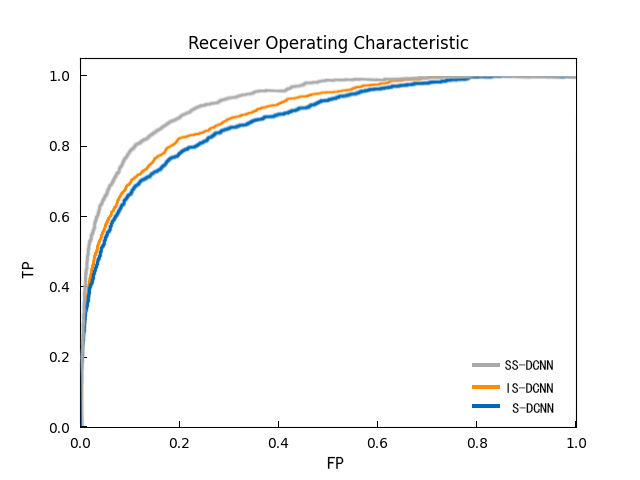 Receiver Operating Characteristic
1.0
0.8
0.6
0.4
0.2
0.0
TP
0.0 0.2 0.4 0.6 0.8 1.0
FP
SS-DCNN
IS-DCNN
S-DCNN